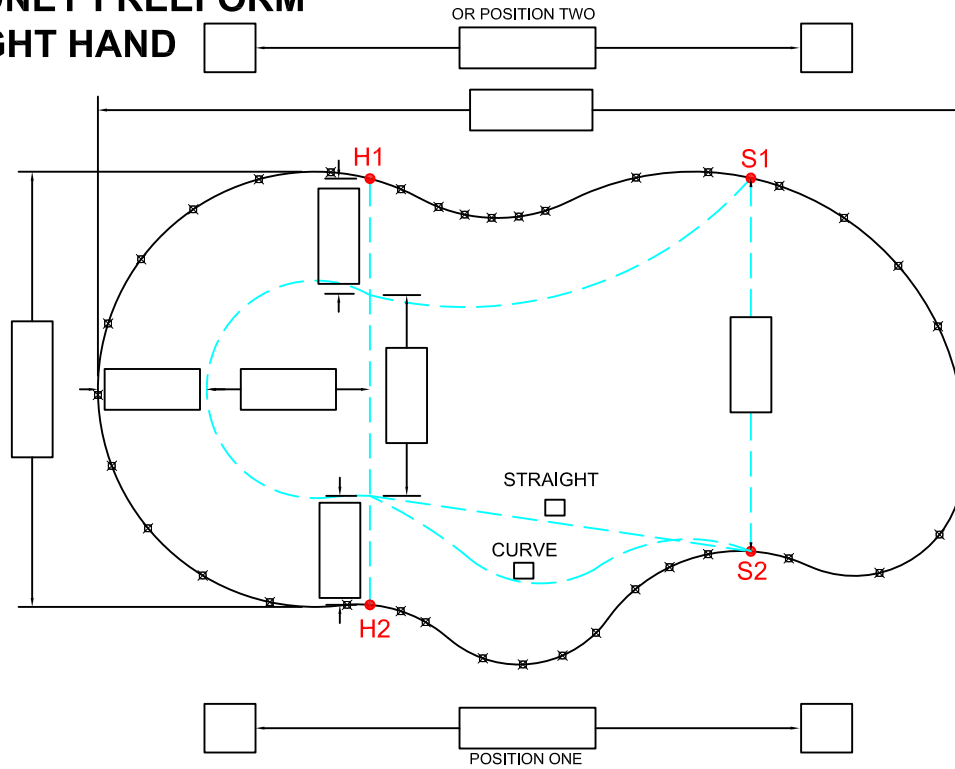 GHT HAND
OR POSITION TWO
H1
S1
STRAIGHT
CURVE
S2
H2
POSITION ONE